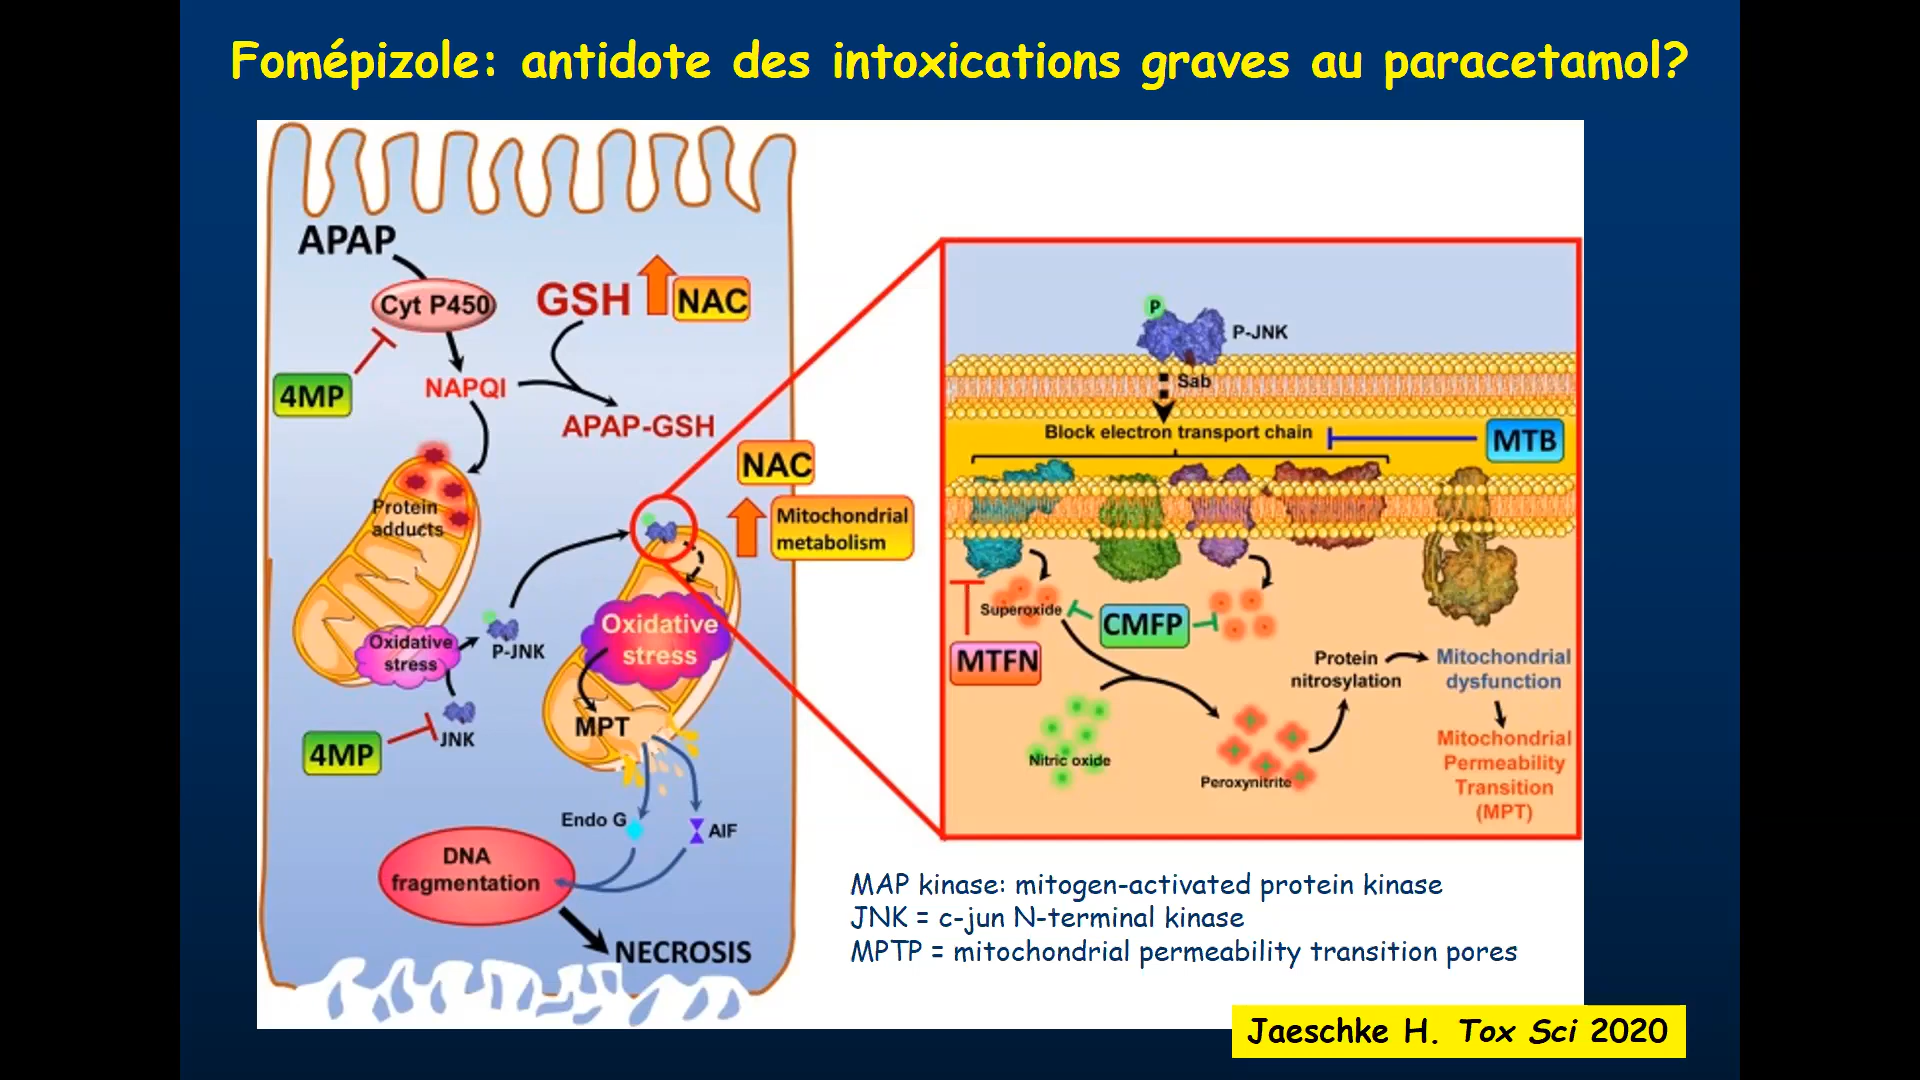 Fomépizole: antidote des intoxications graves au paracetamol?
APAP
Cyt P450
GSH
NAC
4MP
NAPQI
APAP-GSH
NAC
Mitochondrial
metabolism
Protein
adducts
Oxidative
stress
P-JNK
JNK
4MP
Oxidative
stress
MPT
Endo G
AIF
DNA
fragmentation
NECROSIS
P
P-JNK
Sab
Block electron transport chain
MTB
Superoxide
CMFP
MTFN
Nitric oxide
Peroxynitrite
Protein
nitrosylation
Mitochondrial
dysfunction
Mitochondrial
Permeability
Transition
(MPT)
MAP kinase: mitogen-activated protein kinase
JNK = c-jun N-terminal kinase
MPTP = mitochondrial permeability transition pores
Jaeschke H. Tox Sci 2020